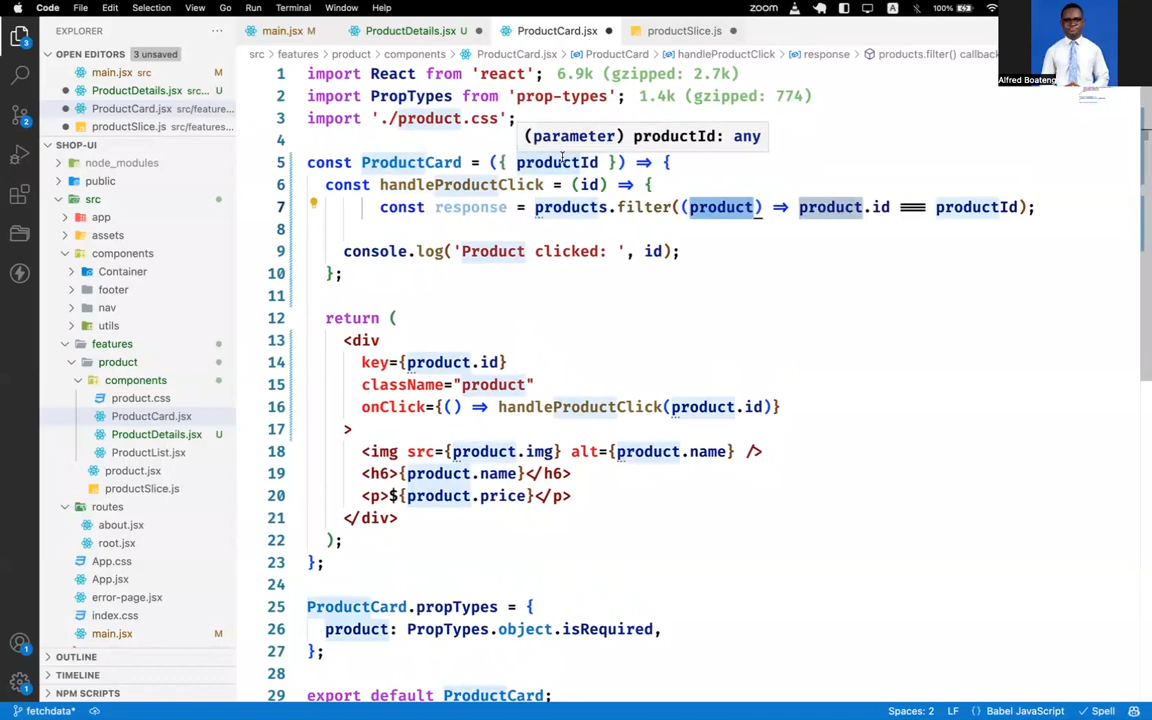 Code File Edit Selection View Go Run Terminal Window Help zoom A 100%
EXPLORER
main.jsx M
ProductDetails.jsx U
ProductCard.jsx
productSlice.js
src > features > product > components > ProductCard.jsx > ProductCard > handleProductClick > response > products.filter() callback
Alfred Boateng
OPEN EDITORS 3 unsaved
main.jsx src M
ProductDetails.jsx src...
ProductCard.jsx src/feature...
productSlice.js src/features...
SHOP-UI
node_modules
public
src
app
assets
components
Container
footer
nav
utils
features
product
components
product.css
ProductCard.jsx
ProductDetails.jsx U
ProductList.jsx
product.jsx
productSlice.js
routes
about.jsx
root.jsx
App.css
App.jsx
error-page.jsx
index.css
main.jsx M
OUTLINE
TIMELINE
NPM SCRIPTS
1 import React from 'react'; 6.9k (gzipped: 2.7k)
2 import PropTypes from 'prop-types'; 1.4k (gzipped: 774)
3 import './product.css';
4
(parameter) productId: any
5 const ProductCard = ({ productId }) => {
6 const handleProductClick = (id) => {
7 const response = products.filter((product) => product.id === productId);
8
9 console.log('Product clicked: ', id);
10 };
11
12 return (
13 <div
14 key={product.id}
15 className="product"
16 onClick={() => handleProductClick(product.id)}
17 >
18 <img src={product.img} alt={product.name} />
19 <h6>{product.name}</h6>
20 <p>${product.price}</p>
21 </div>
22 );
23 };
24
25 ProductCard.propTypes = {
26 product: PropTypes.object.isRequired,
27 };
28
29 export default ProductCard;
fetchdata* Spaces: 2 LF { } Babel JavaScript Spell